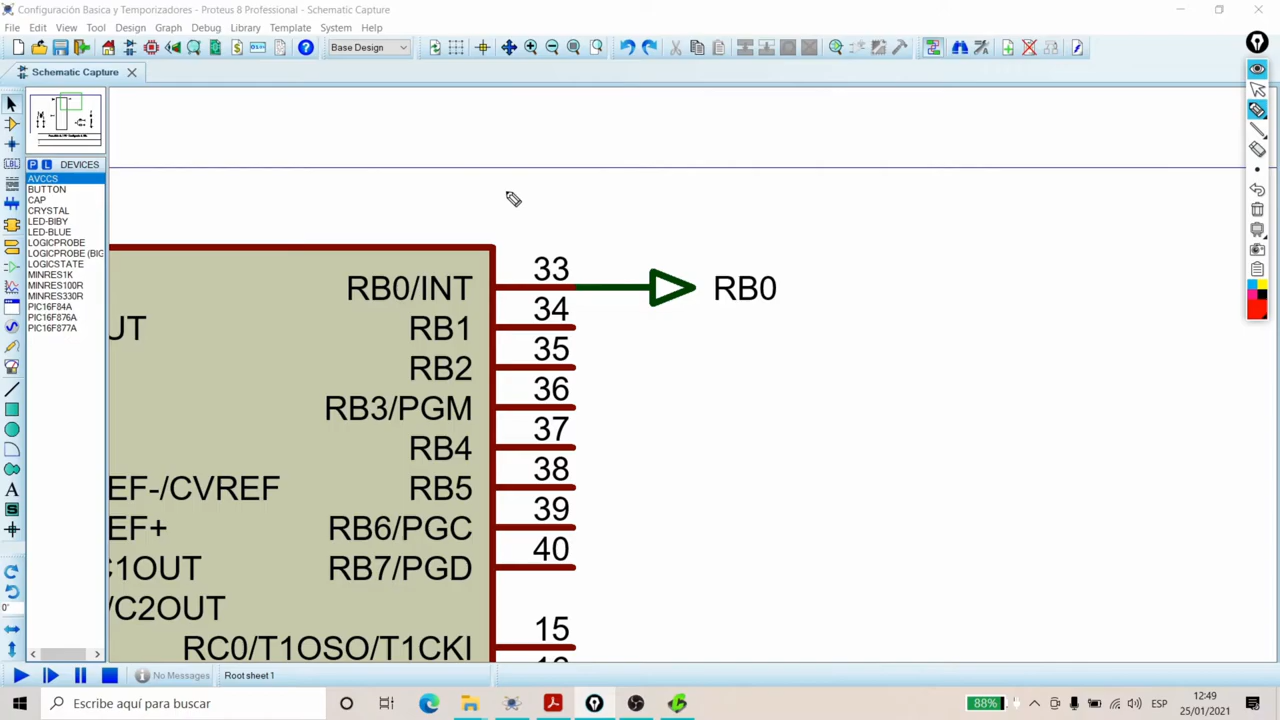 Configuración Basica y Temporizadores - Proteus 8 Professional - Schematic Capture
File Edit View Tool Design Graph Debug Library Template System Help
Base Design
Schematic Capture
P L DEVICES
AVCCS
BUTTON
CAP
CRYSTAL
LED-BIBY
LED-BLUE
LOGICPROBE
LOGICPROBE (BIG
LOGICSTATE
MINRES1K
MINRES100R
MINRES330R
PIC16F84A
PIC16F876A
PIC16F877A
LBL
A
S
0°
RB0/INT 33 RB0
UT RB1 34
RB2 35
RB3/PGM 36
RB4 37
EF-/CVREF RB5 38
EF+ RB6/PGC 39
C1OUT RB7/PGD 40
/C2OUT
RC0/T1OSO/T1CKI 15
No Messages Root sheet 1
Escribe aquí para buscar
88% ESP 12:49
25/01/2021